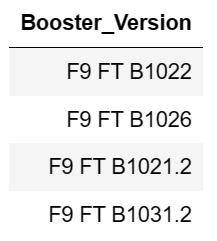 Booster_Version
F9 FT B1022
F9 FT B1026
F9 FT B1021.2
F9 FT B1031.2